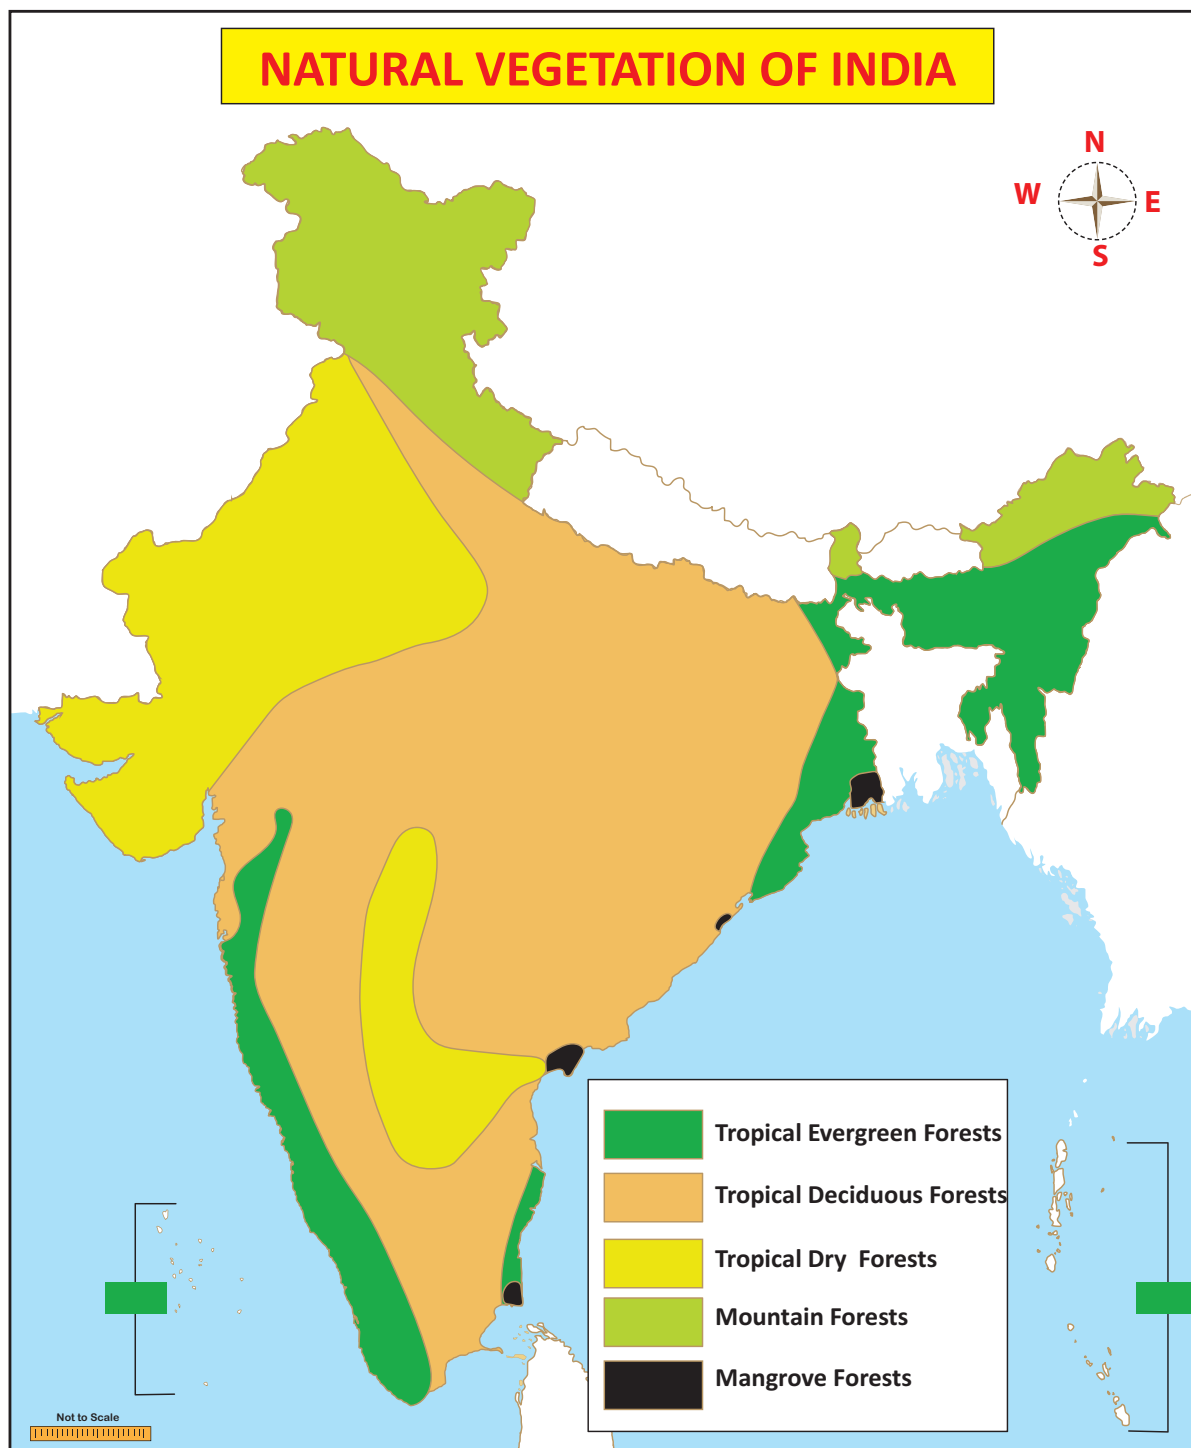 NATURAL VEGETATION OF INDIA
N
W
E
S
Tropical Evergreen Forests
Tropical Deciduous Forests
Tropical Dry Forests
Mountain Forests
Mangrove Forests
Not to Scale